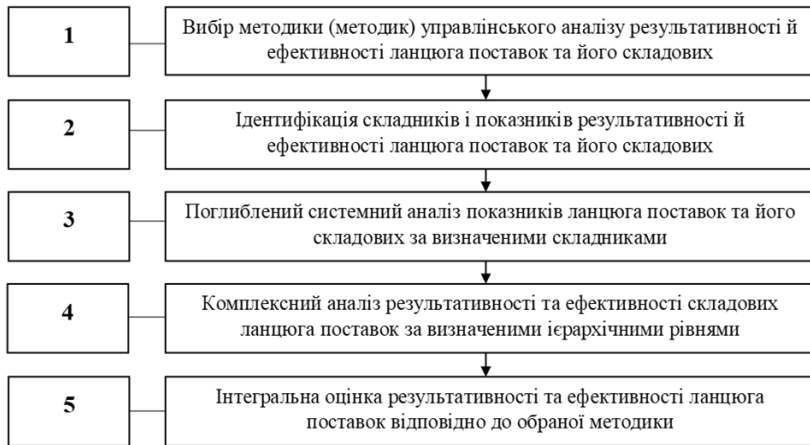 1
Вибір методики (методик) управлінського аналізу результативності й
ефективності ланцюга поставок та його складових
2
Ідентифікація складників і показників результативності й
ефективності ланцюга поставок та його складових
3
Поглиблений системний аналіз показників ланцюга поставок та його
складових за визначеними складниками
4
Комплексний аналіз результативності та ефективності складових
ланцюга поставок за визначеними ієрархічними рівнями
5
Інтегральна оцінка результативності та ефективності ланцюга
поставок відповідно до обраної методики